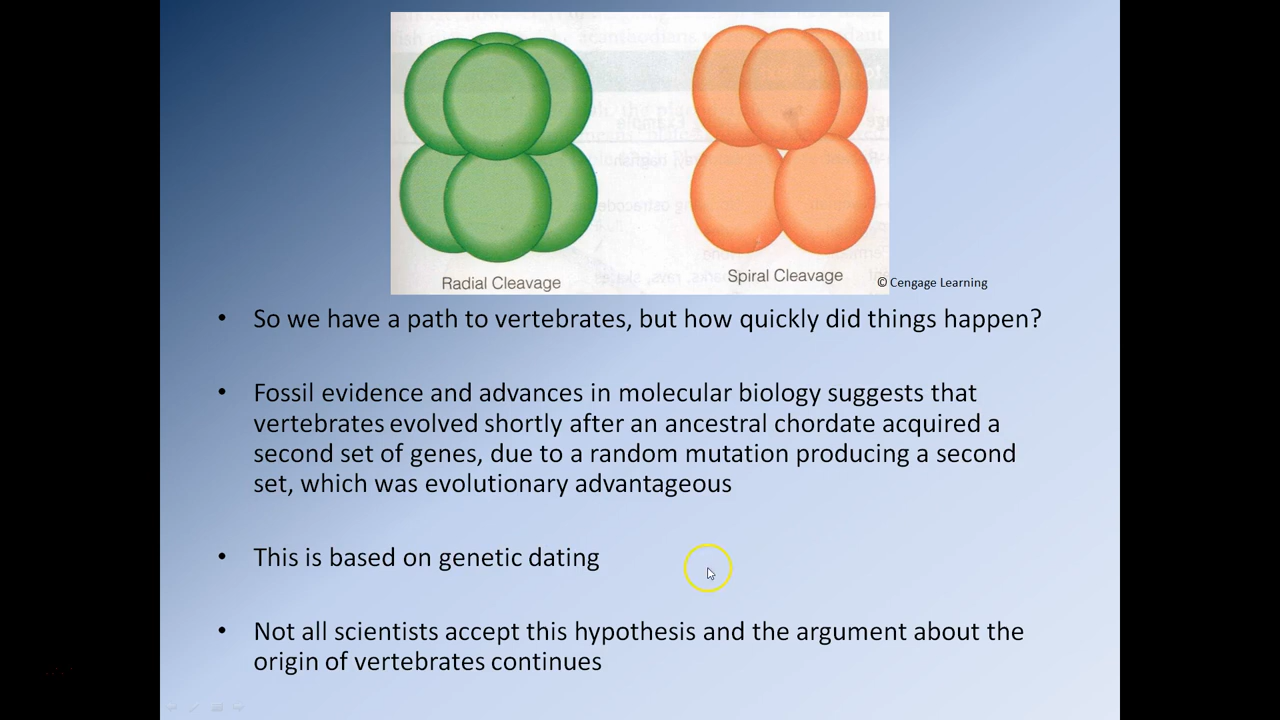 Radial Cleavage
Spiral Cleavage
© Cengage Learning
• So we have a path to vertebrates, but how quickly did things happen?
• Fossil evidence and advances in molecular biology suggests that
vertebrates evolved shortly after an ancestral chordate acquired a
second set of genes, due to a random mutation producing a second
set, which was evolutionary advantageous
• This is based on genetic dating
• Not all scientists accept this hypothesis and the argument about the
origin of vertebrates continues